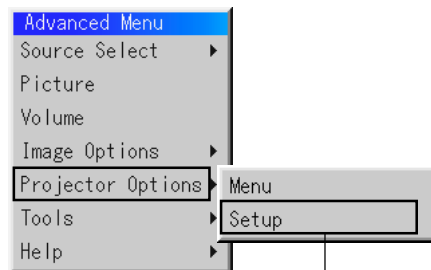 Advanced Menu
Source Select
Picture
Volume
Image Options
Projector Options
Tools
Help
Menu
Setup